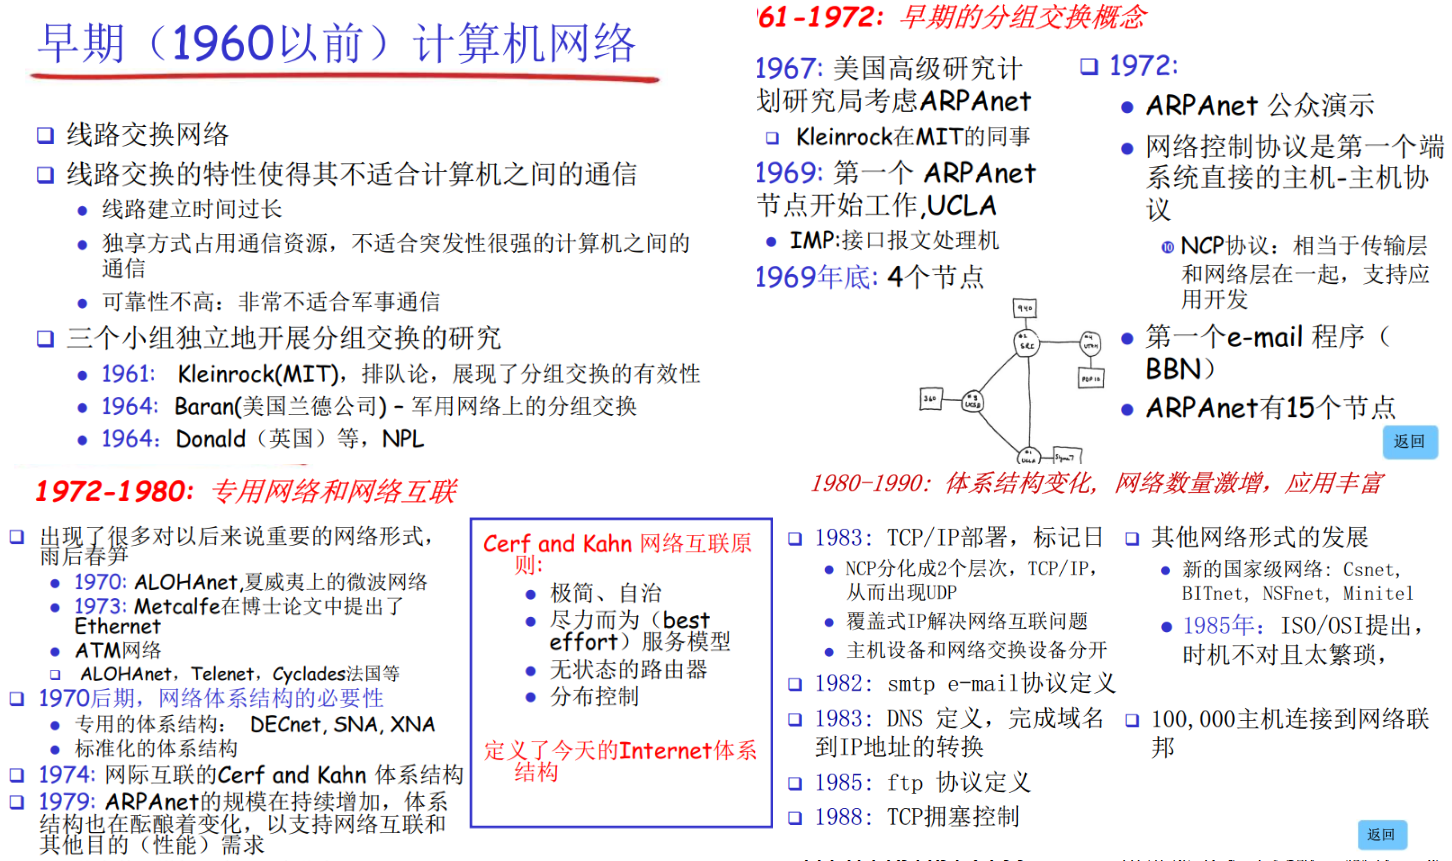 早期（1960以前）计算机网络
线路交换网络
线路交换的特性使得其不适合计算机之间的通信
线路建立时间过长
独享方式占用通信资源，不适合突发性很强的计算机之间的
通信
可靠性不高：非常不适合军事通信
三个小组独立地开展分组交换的研究
1961: Kleinrock(MIT)，排队论，展现了分组交换的有效性
1964: Baran(美国兰德公司) – 军用网络上的分组交换
1964: Donald（英国）等，NPL
61-1972: 早期的分组交换概念
1967: 美国高级研究计
划研究局考虑ARPAnet
Kleinrock在MIT的同事
1969: 第一个 ARPAnet
节点开始工作,UCLA
IMP:接口报文处理机
1969年底: 4个节点
940
#2
SRI
#4
UTAH
PDP 10
360
#3
UCSB
#1
UCLA
Sigma 7
1972:
ARPAnet 公众演示
网络控制协议是第一个端
系统直接的主机-主机协
议
NCP协议：相当于传输层
和网络层在一起，支持应
用开发
第一个e-mail 程序（
BBN）
ARPAnet有15个节点
返回
1972-1980: 专用网络和网络互联
出现了很多对以后来说重要的网络形式，
雨后春笋
1970: ALOHAnet,夏威夷上的微波网络
1973: Metcalfe在博士论文中提出了
Ethernet
ATM网络
ALOHAnet，Telenet，Cyclades法国等
1970后期，网络体系结构的必要性
专用的体系结构： DECnet, SNA, XNA
标准化的体系结构
1974: 网际互联的Cerf and Kahn 体系结构
1979: ARPAnet的规模在持续增加，体系
结构也在酝酿着变化，以支持网络互联和
其他目的（性能）需求
Cerf and Kahn 网络互联原
则:
极简、自治
尽力而为（best
effort）服务模型
无状态的路由器
分布控制
定义了今天的Internet体系
结构
1980-1990: 体系结构变化, 网络数量激增，应用丰富
1983: TCP/IP部署，标记日
NCP分化成2个层次，TCP/IP，
从而出现UDP
覆盖式IP解决网络互联问题
主机设备和网络交换设备分开
1982: smtp e-mail协议定义
1983: DNS 定义，完成域名
到IP地址的转换
1985: ftp 协议定义
1988: TCP拥塞控制
其他网络形式的发展
新的国家级网络: Csnet,
BITnet, NSFnet, Minitel
1985年: ISO/OSI提出，
时机不对且太繁琐，
100,000主机连接到网络联
邦
返回